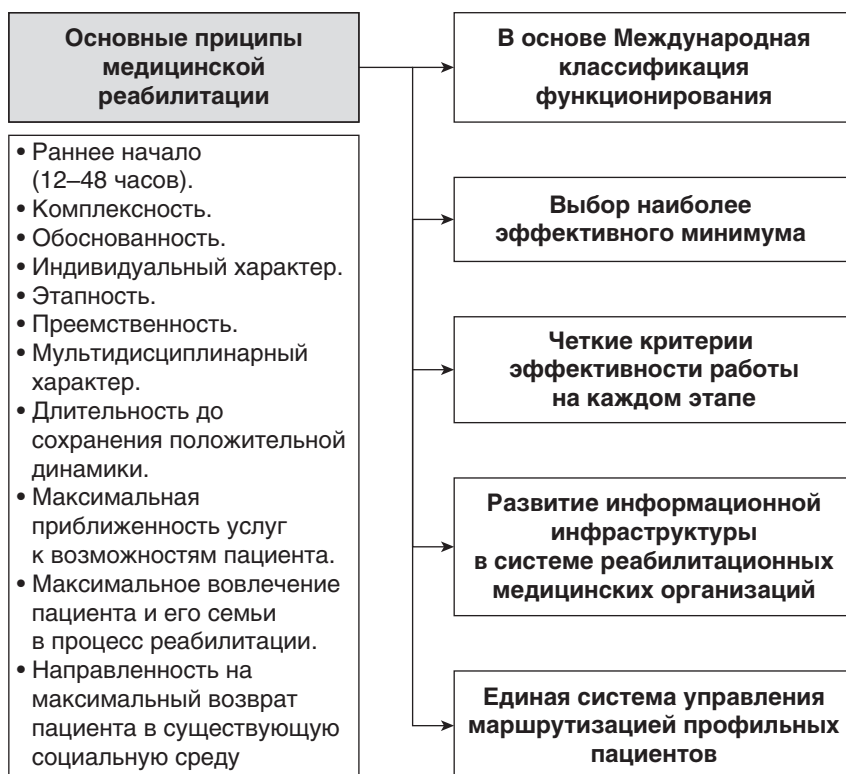 Основные приципы
медицинской
реабилитации
• Раннее начало
(12–48 часов).
• Комплексность.
• Обоснованность.
• Индивидуальный характер.
• Этапность.
• Преемственность.
• Мультидисциплинарный
характер.
• Длительность до
сохранения положительной
динамики.
• Максимальная
приближенность услуг
к возможностям пациента.
• Максимальное вовлечение
пациента и его семьи
в процесс реабилитации.
• Направленность на
максимальный возврат
пациента в существующую
социальную среду
В основе Международная
классификация
функционирования
Выбор наиболее
эффективного минимума
Четкие критерии
эффективности работы
на каждом этапе
Развитие информационной
инфраструктуры
в системе реабилитационных
медицинских организаций
Единая система управления
маршрутизацией профильных
пациентов